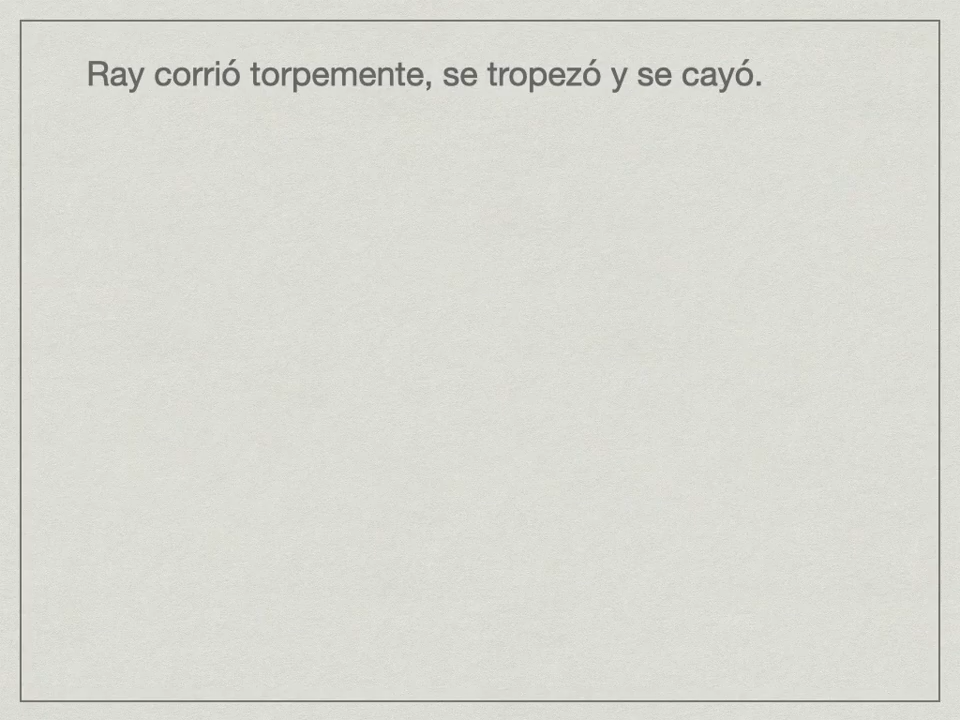 Ray corrió torpemente, se tropezó y se cayó.